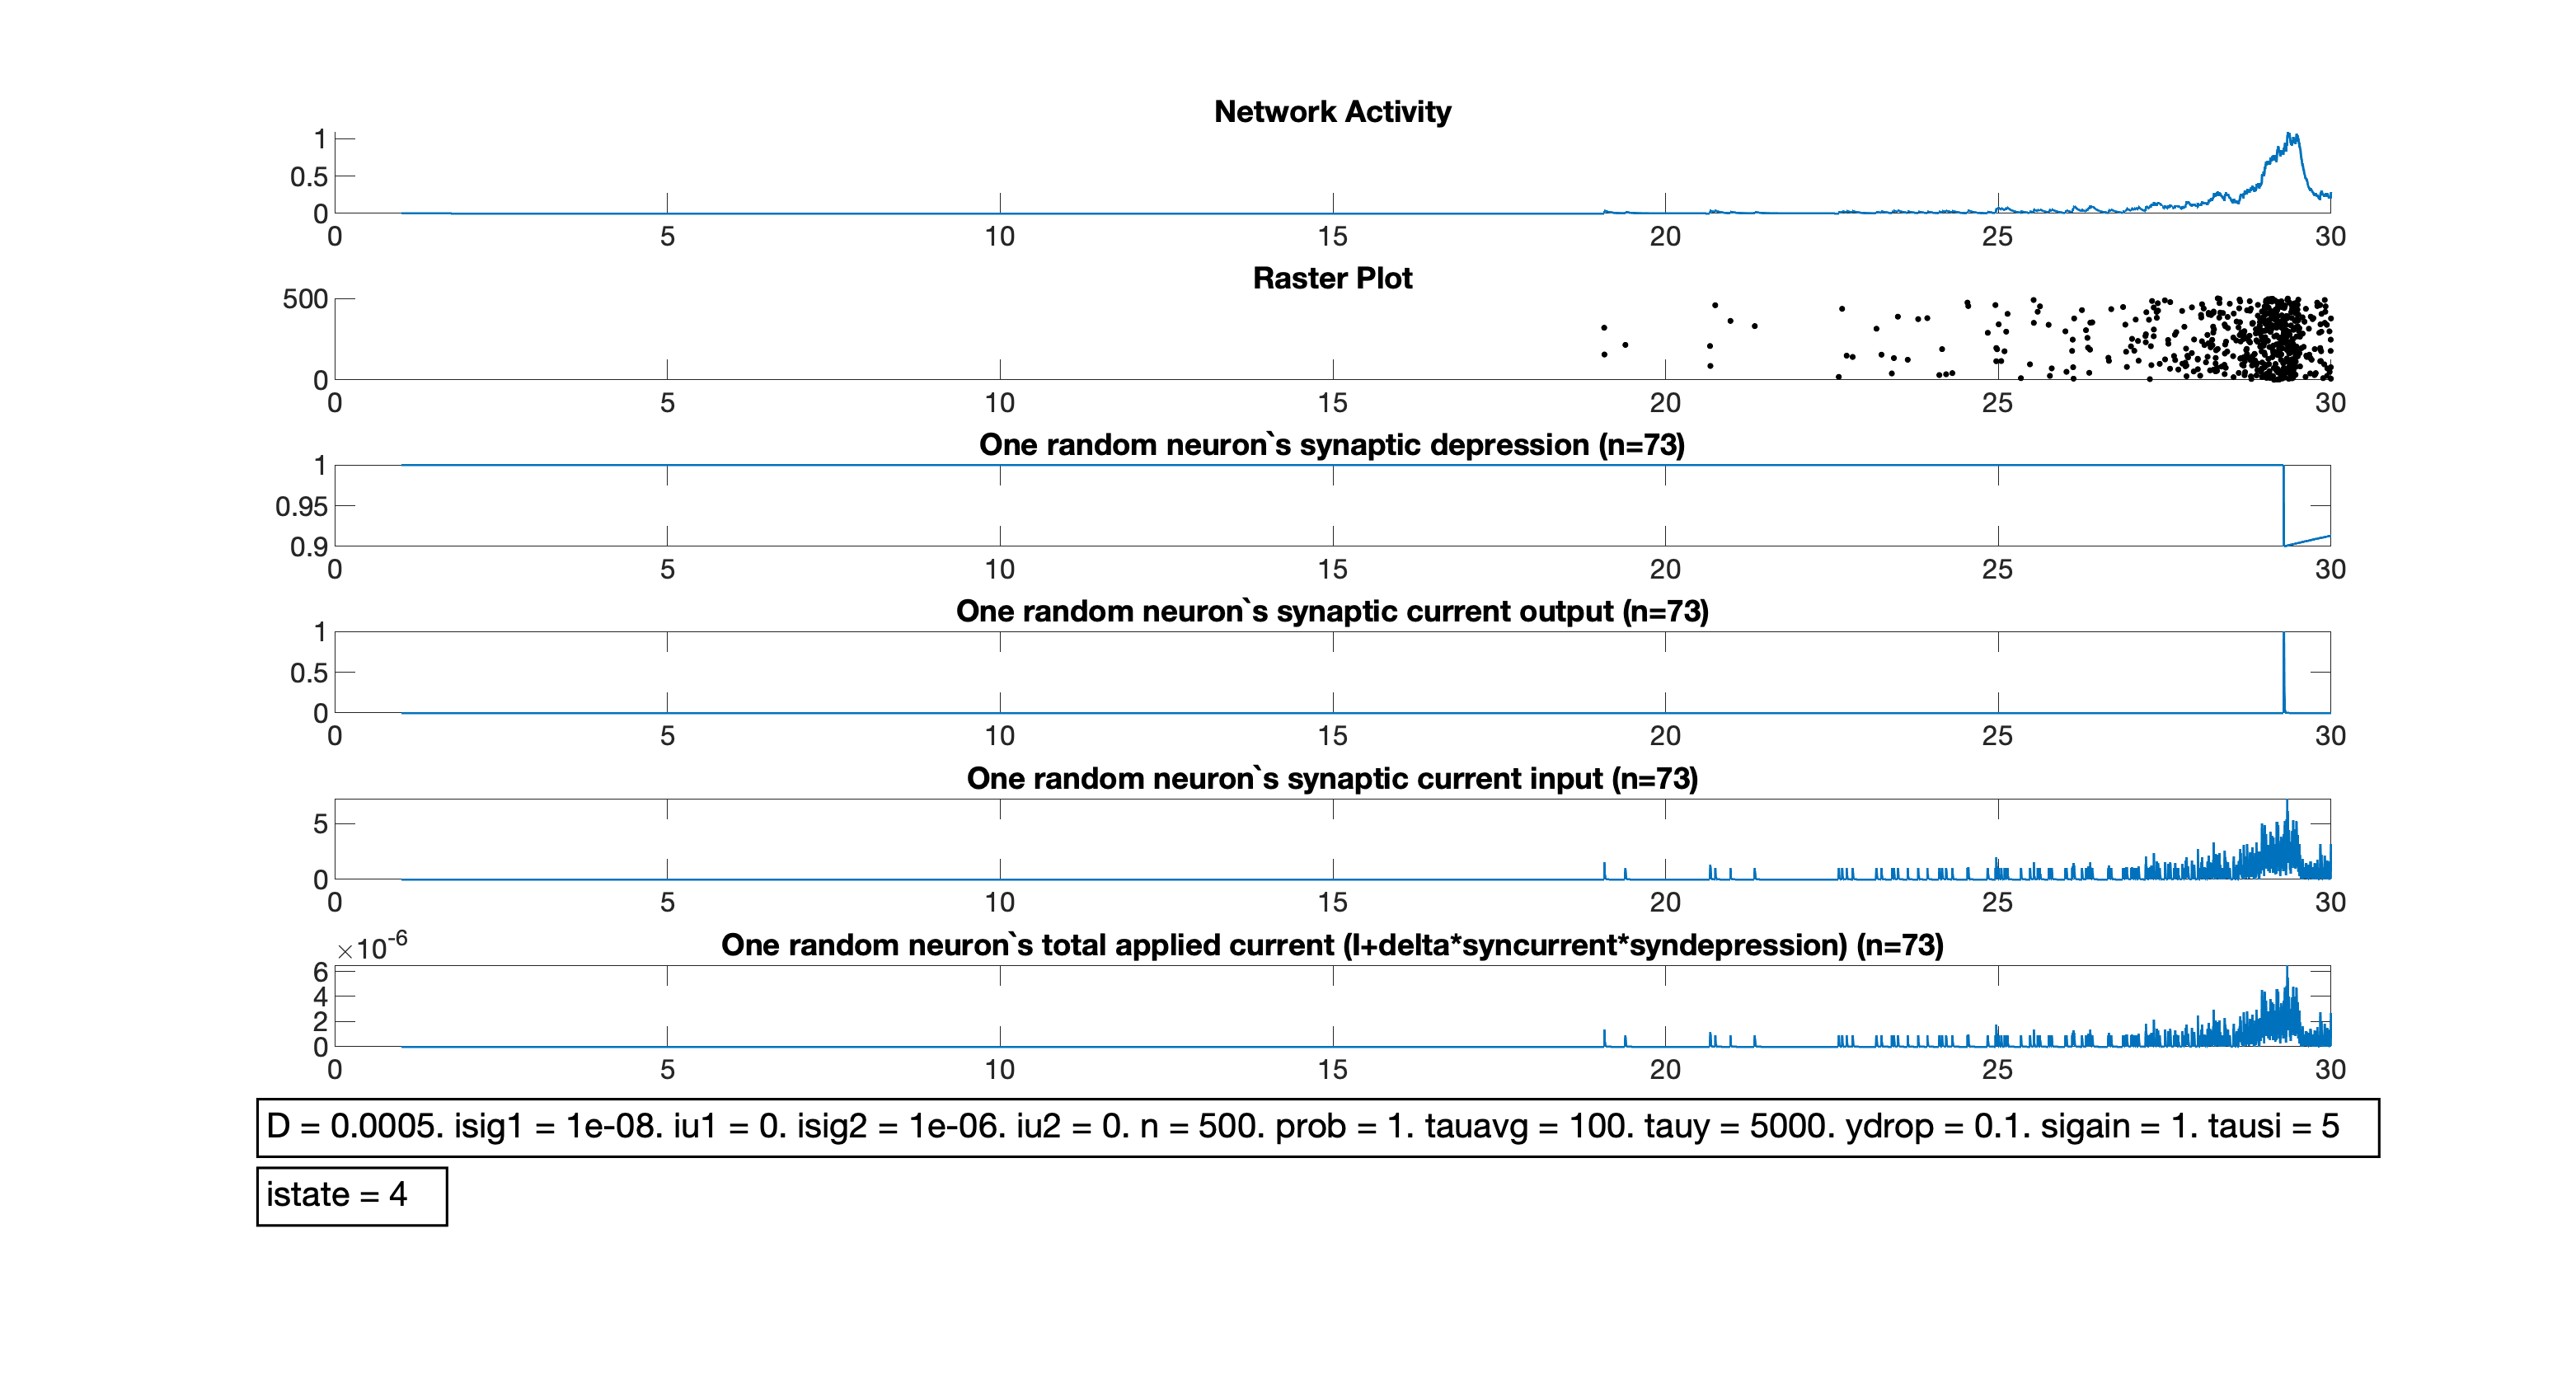 Network Activity
1
0.5
0
0 5 10 15 20 25 30
Raster Plot
500
0
0 5 10 15 20 25 30
One random neuron`s synaptic depression (n=73)
1
0.95
0.9
0 5 10 15 20 25 30
One random neuron`s synaptic current output (n=73)
1
0.5
0
0 5 10 15 20 25 30
One random neuron`s synaptic current input (n=73)
5
0
0 5 10 15 20 25 30
×10-6 One random neuron`s total applied current (I+delta*syncurrent*syndepression) (n=73)
6
4
2
0
0 5 10 15 20 25 30
D = 0.0005. isig1 = 1e-08. iu1 = 0. isig2 = 1e-06. iu2 = 0. n = 500. prob = 1. tauavg = 100. tauy = 5000. ydrop = 0.1. sigain = 1. tausi = 5
istate = 4